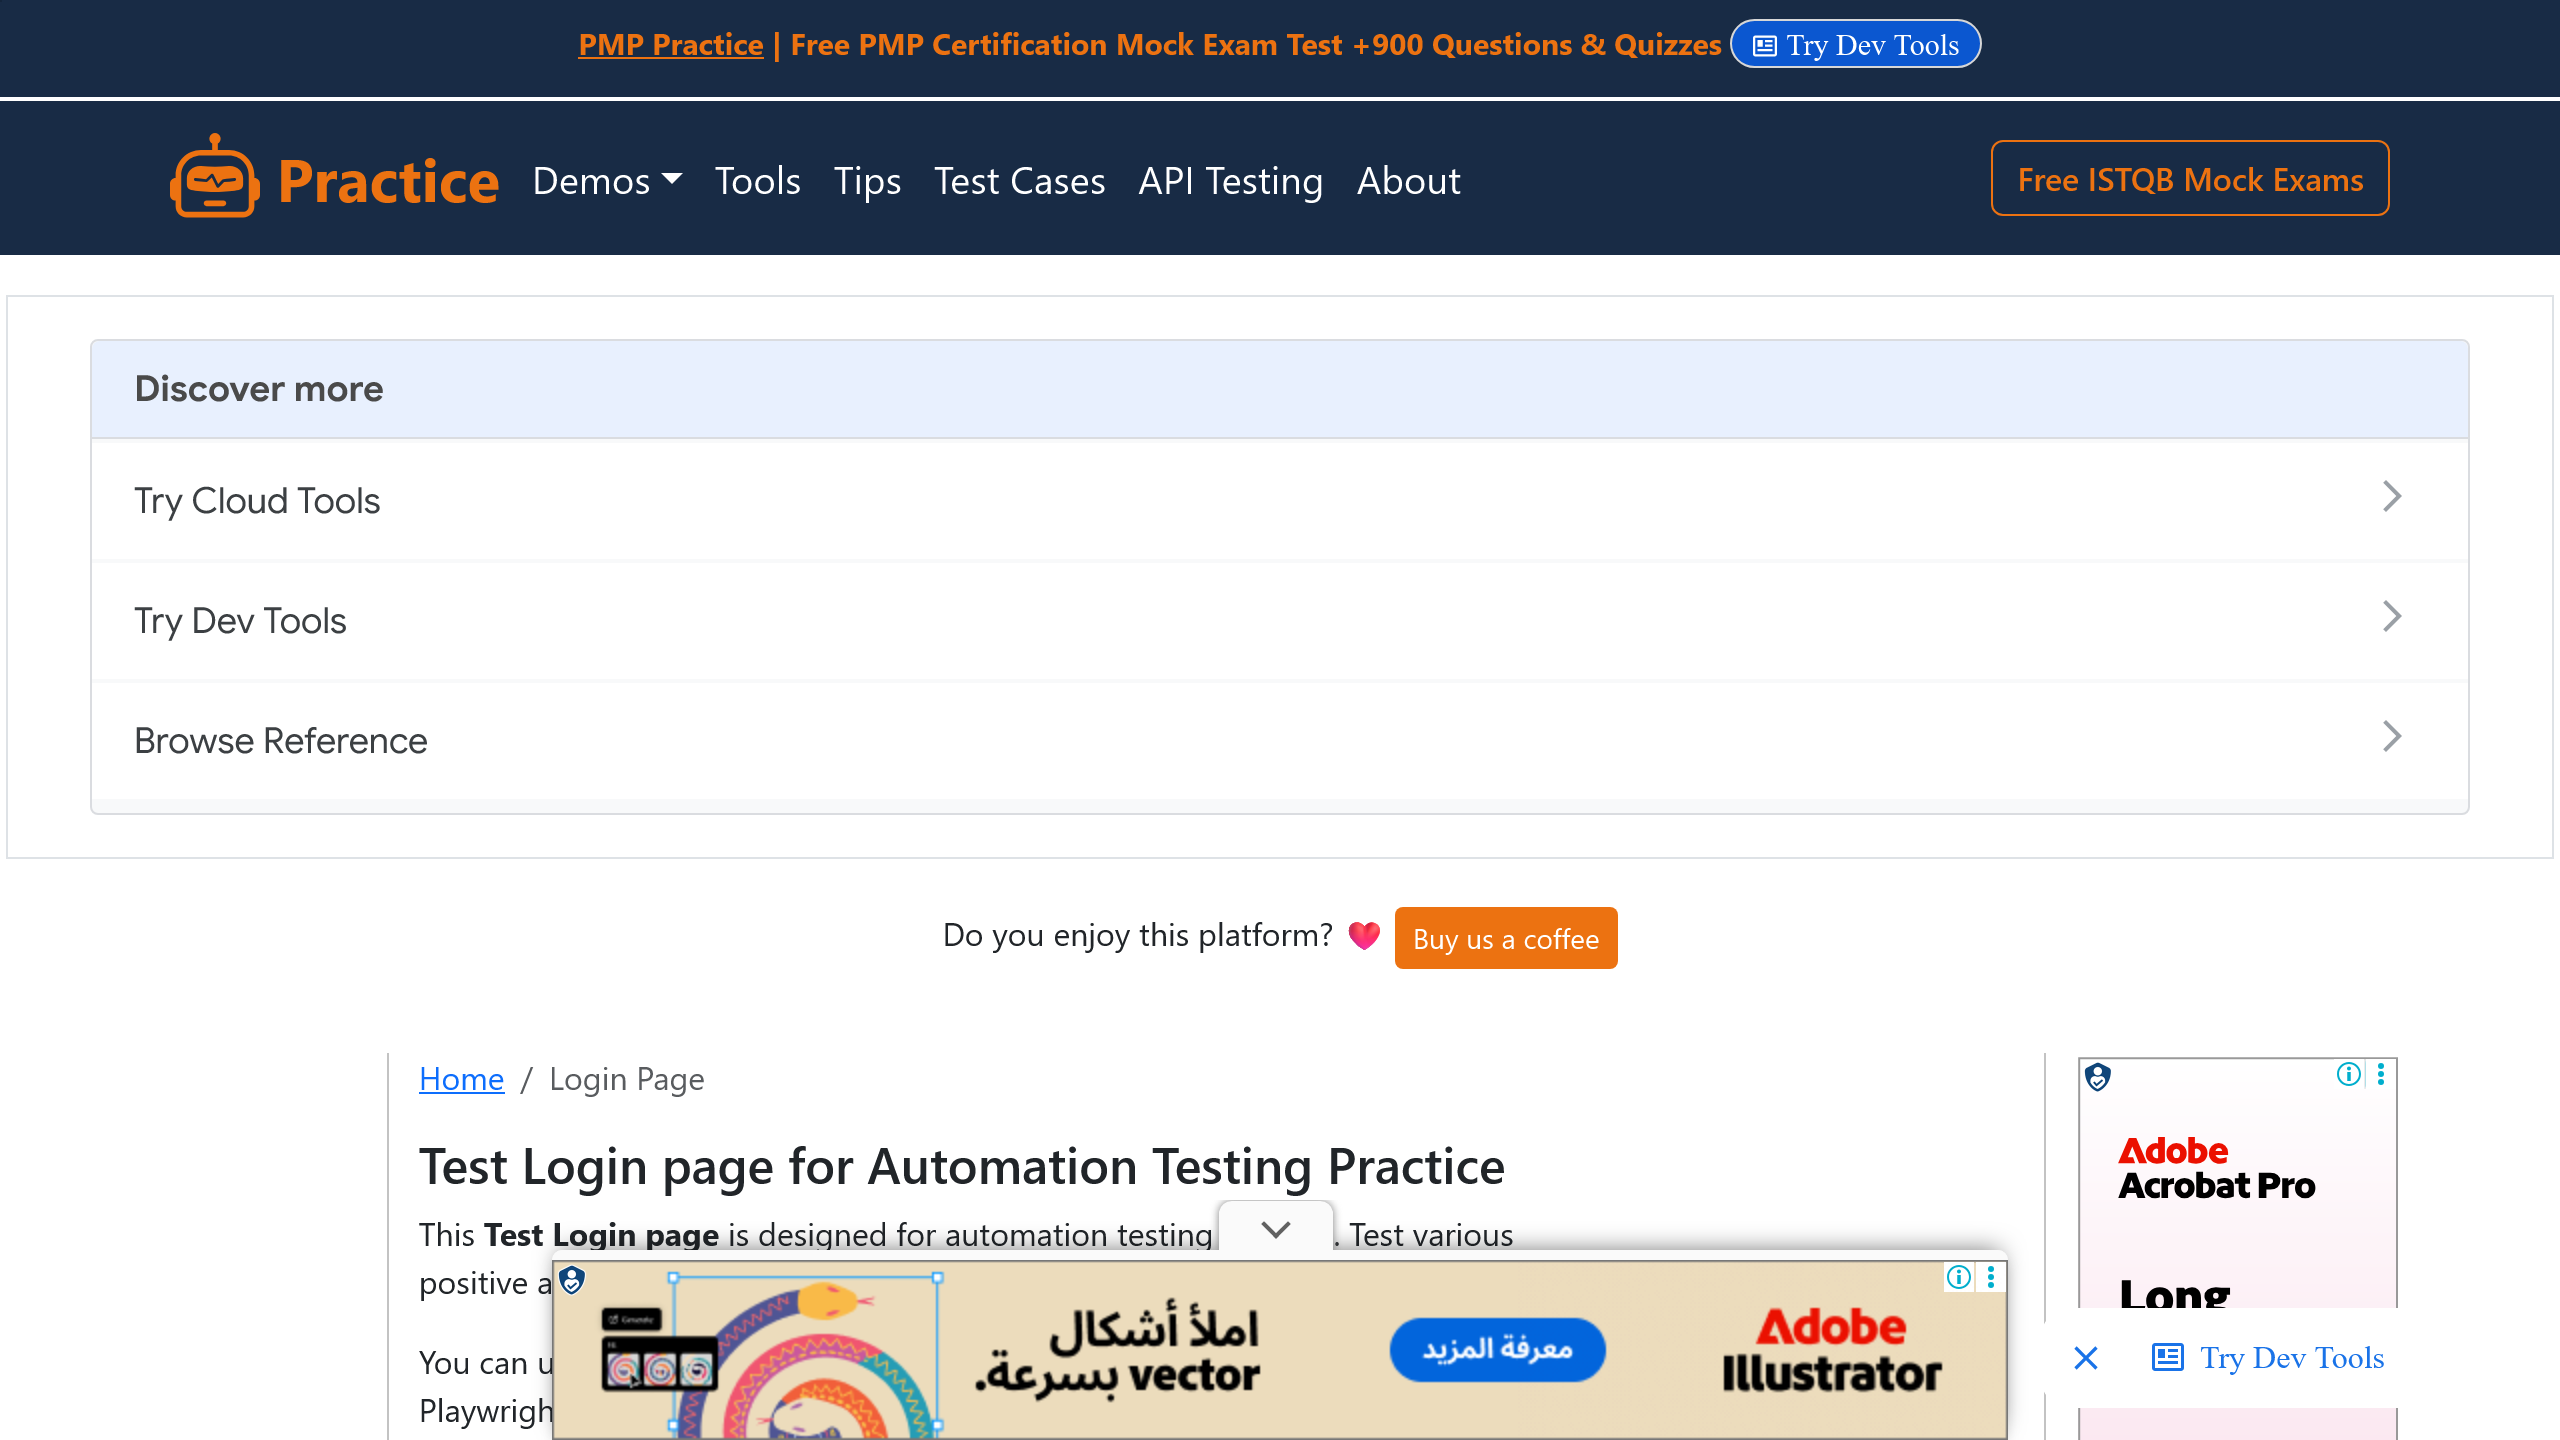 PMP Practice | Free PMP Certification Mock Exam Test +900 Questions & Quizzes Try Dev Tools
Practice Demos Tools Tips Test Cases API Testing About Free ISTQB Mock Exams
Discover more
Try Cloud Tools
Try Dev Tools
Browse Reference
Do you enjoy this platform? Buy us a coffee
Home / Login Page
Test Login page for Automation Testing Practice
This Test Login page is designed for automation testing . Test various
positive a
You can u
Playwrigh
املأ أشكال
vector بسرعة.
معرفة المزيد
Adobe
Illustrator
Adobe
Acrobat Pro
Long
Try Dev Tools